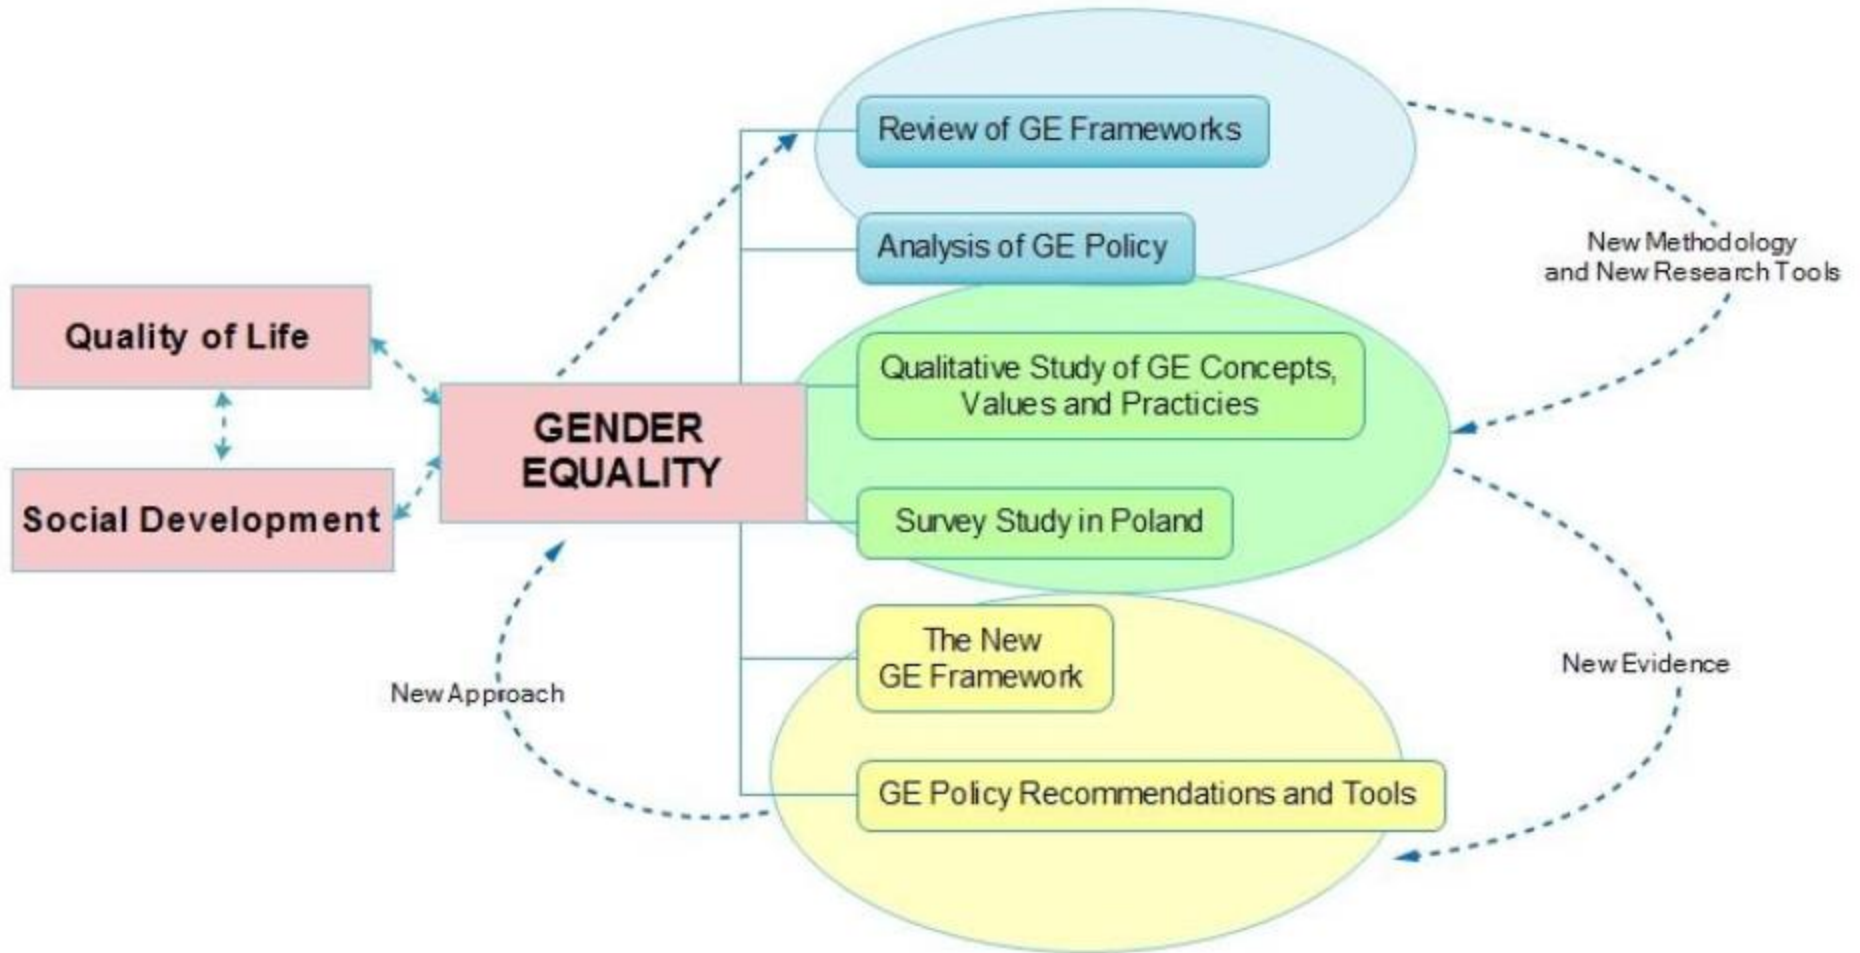 Review of GE Frameworks
Analysis of GE Policy
New Methodology
and New Research Tools
Quality of Life
Qualitative Study of GE Concepts,
Values and Practicies
GENDER
EQUALITY
Social Development
Survey Study in Poland
The New
GE Framework
New Evidence
New Approach
GE Policy Recommendations and Tools